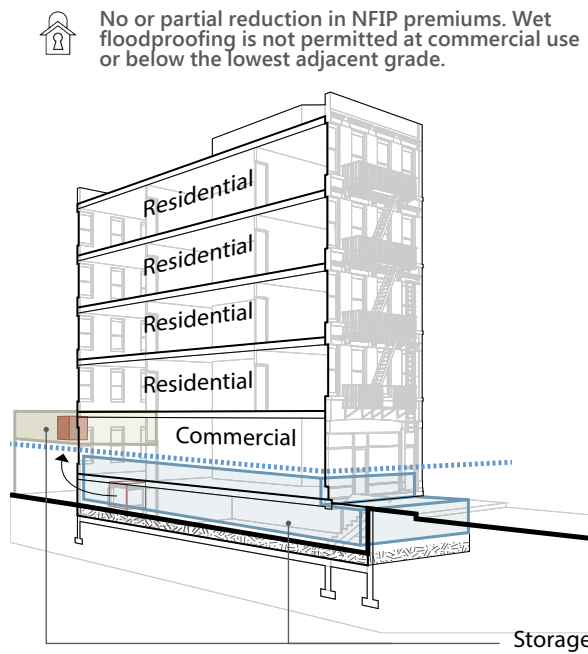 No or partial reduction in NFIP premiums. Wet
floodproofing is not permitted at commercial use
or below the lowest adjacent grade.
Residential
Residential
Residential
Residential
Commercial
Storage